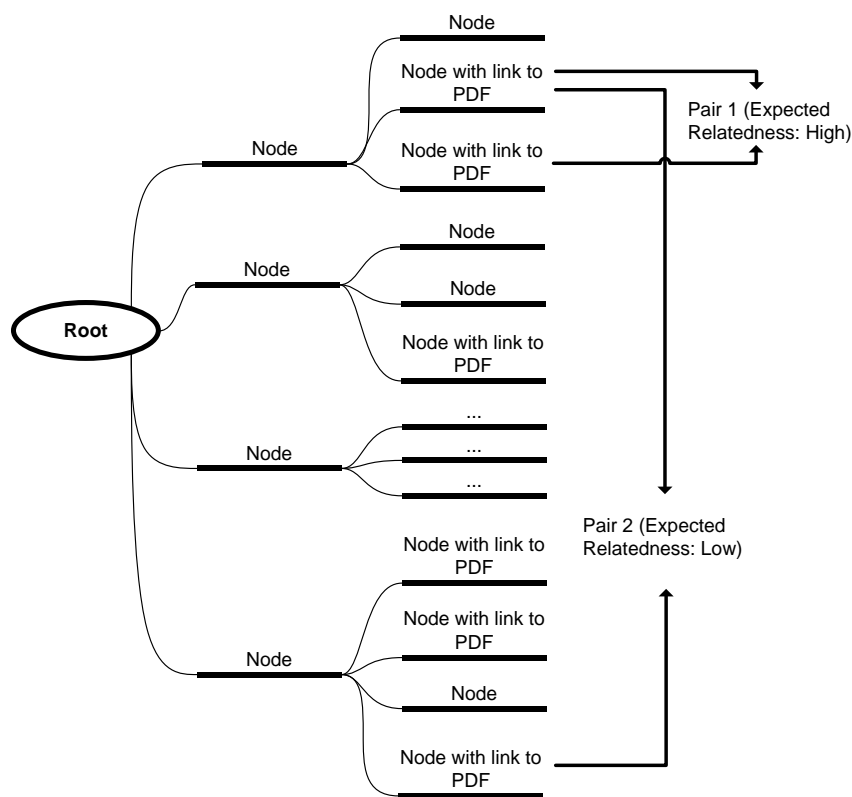 Node
Node with link to
PDF
Pair 1 (Expected
Relatedness: High)
Node
Node with link to
PDF
Node
Node
Node
Root
Node with link to
PDF
...
Node
...
...
Pair 2 (Expected
Relatedness: Low)
Node with link to
PDF
Node with link to
PDF
Node
Node
Node with link to
PDF